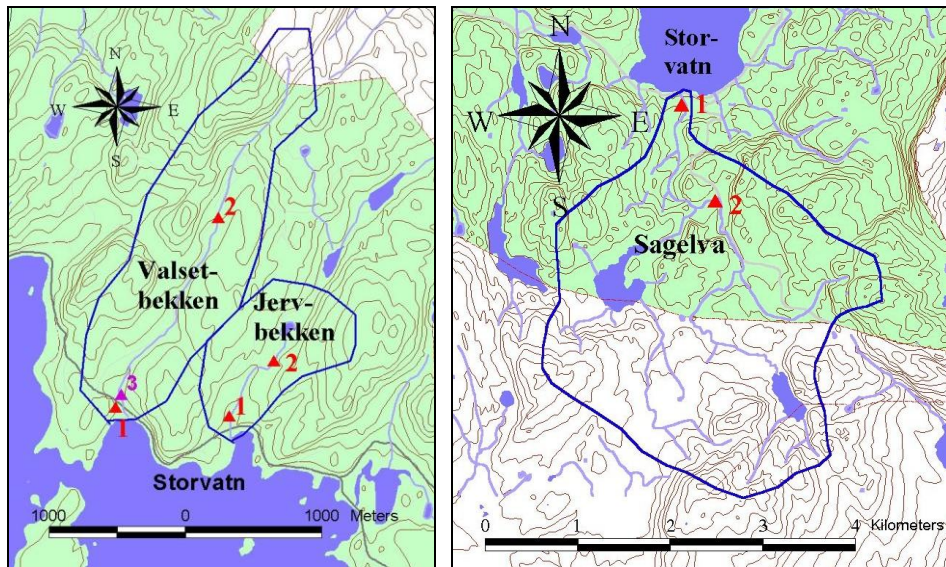 N
W E
S
2
Valset-
bekken
Jerv-
bekken
2
3
1
1
Storvatn
1000 0 1000 Meters
Stor-
vatn
N
1
W E
2
S
Sagelva
0 1 2 3 4 Kilometers